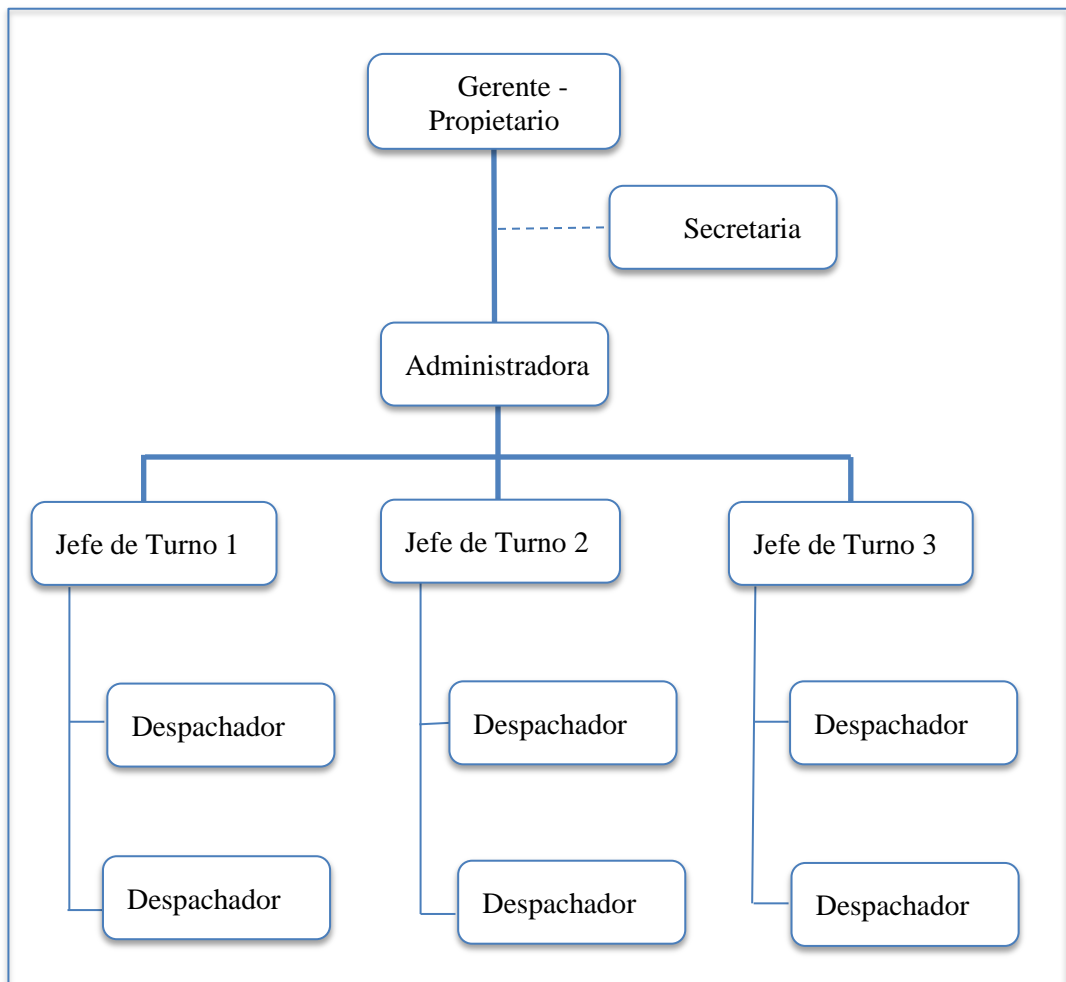 Gerente -
Propietario
Secretaria
Administradora
Jefe de Turno 1
Jefe de Turno 2
Jefe de Turno 3
Despachador
Despachador
Despachador
Despachador
Despachador
Despachador